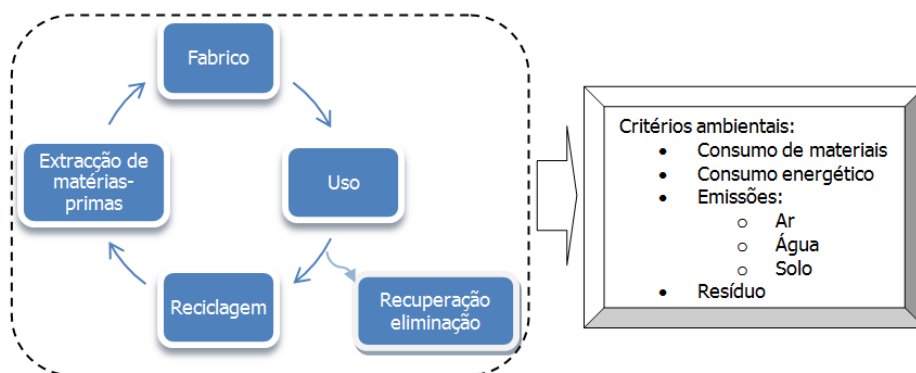 Fabrico
Extracção de
matérias-
primas
Uso
Reciclagem
Recuperação
eliminação
Critérios ambientais:
• Consumo de materiais
• Consumo energético
• Emissões:
o Ar
o Água
o Solo
• Resíduo